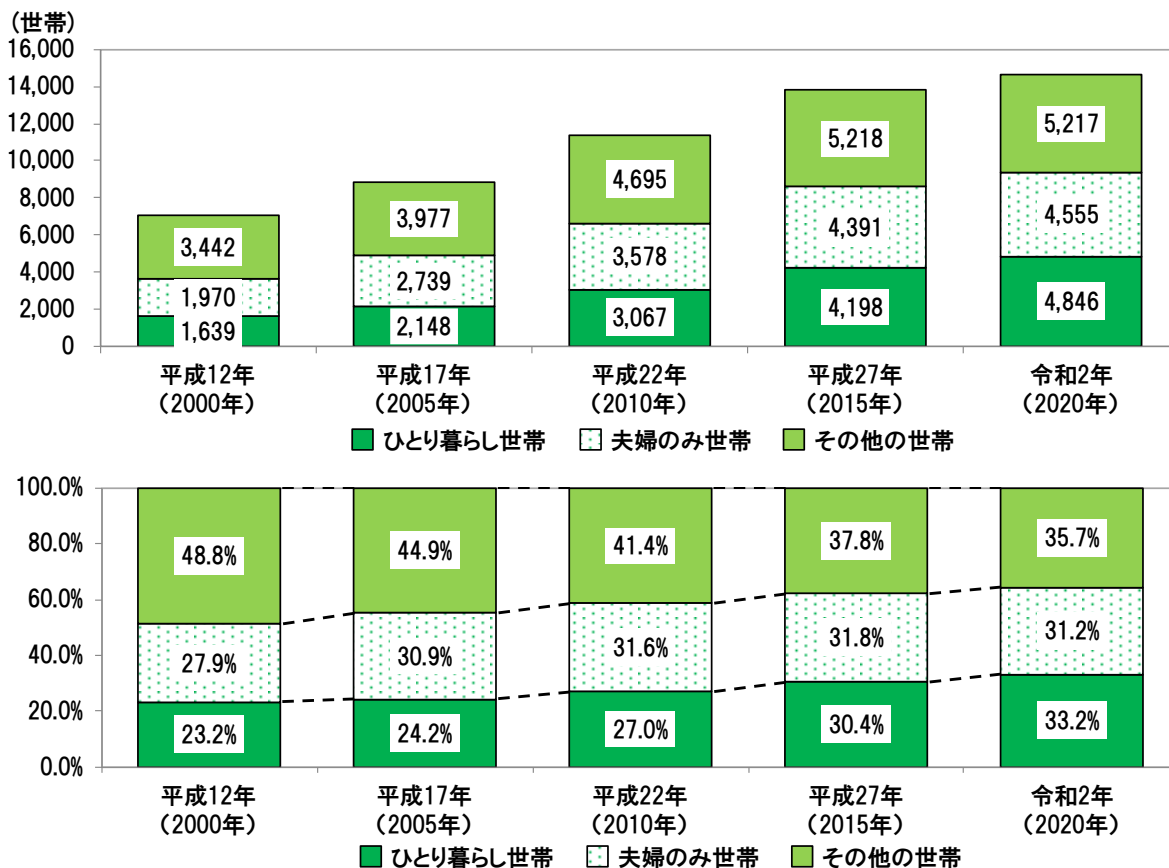 (世帯)
16,000
14,000
12,000
10,000
8,000
6,000
4,000
2,000
0
3,442
1,970
1,639
3,977
2,739
2,148
4,695
3,578
3,067
5,218
4,391
4,198
5,217
4,555
4,846
平成12年
(2000年)
平成17年
(2005年)
平成22年
(2010年)
平成27年
(2015年)
令和2年
(2020年)
ひとり暮らし世帯 夫婦のみ世帯 その他の世帯
100.0%
80.0%
60.0%
40.0%
20.0%
0.0%
48.8%
27.9%
23.2%
44.9%
30.9%
24.2%
41.4%
31.6%
27.0%
37.8%
31.8%
30.4%
35.7%
31.2%
33.2%
平成12年
(2000年)
平成17年
(2005年)
平成22年
(2010年)
平成27年
(2015年)
令和2年
(2020年)
ひとり暮らし世帯 夫婦のみ世帯 その他の世帯